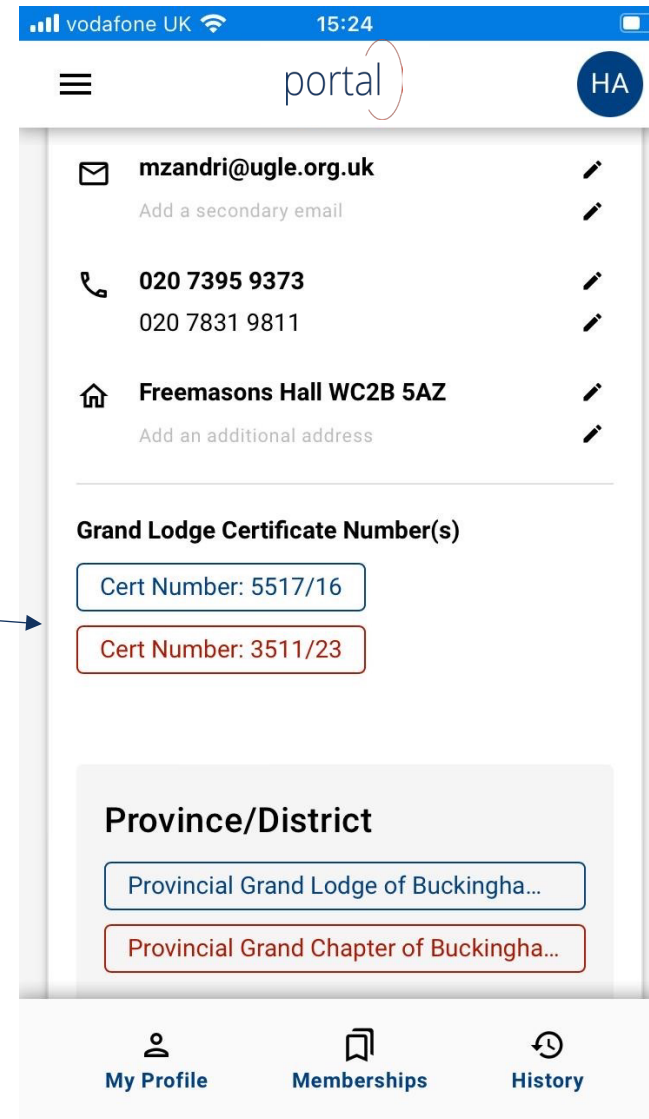 vodafone UK 15:24
portal HA
mzandri@ugle.org.uk
Add a secondary email
020 7395 9373
020 7831 9811
Freemasons Hall WC2B 5AZ
Add an additional address
Grand Lodge Certificate Number(s)
Cert Number: 5517/16
Cert Number: 3511/23
Province/District
Provincial Grand Lodge of Buckingha...
Provincial Grand Chapter of Buckingha...
My Profile Memberships History